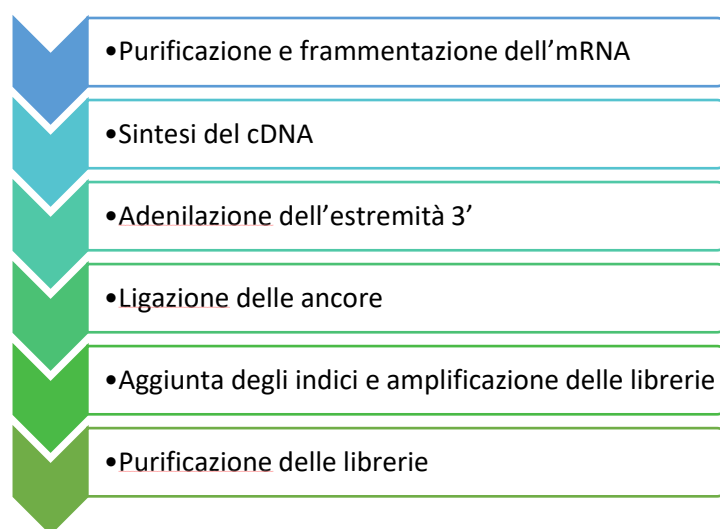 •Purificazione e frammentazione dell’mRNA
•Sintesi del cDNA
•Adenilazione dell’estremità 3’
•Ligazione delle ancore
•Aggiunta degli indici e amplificazione delle librerie
•Purificazione delle librerie